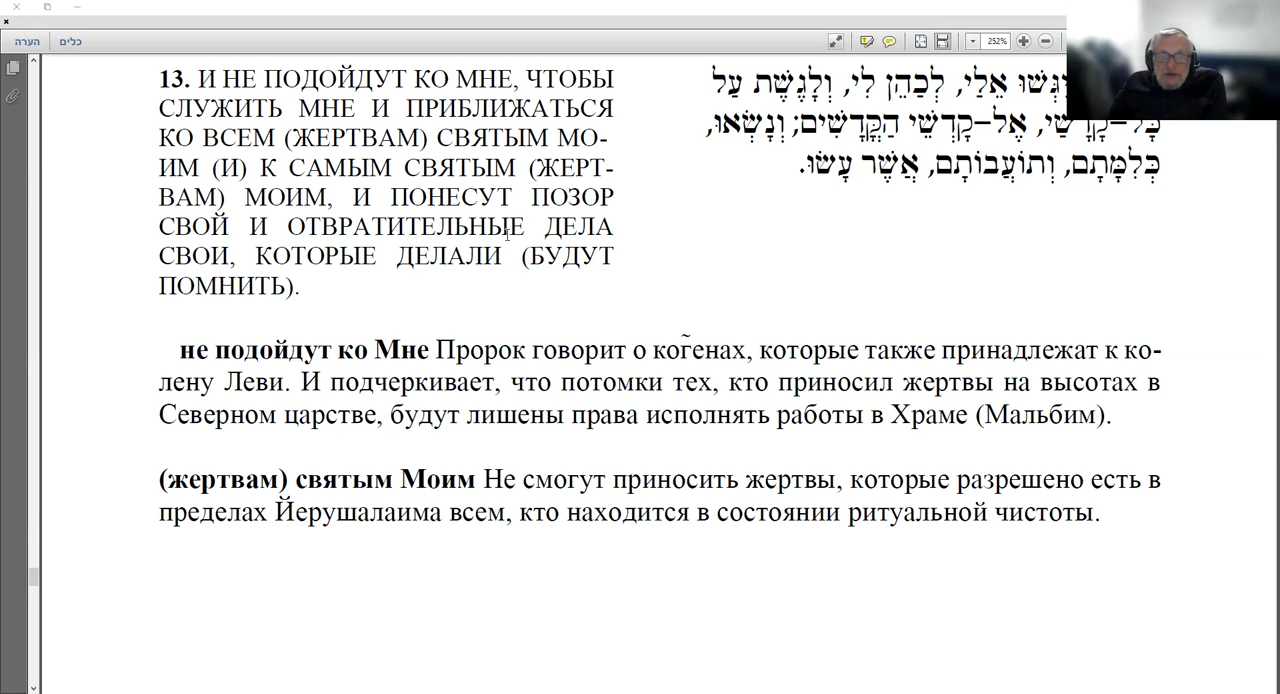 הערה כלים
252%
13. И НЕ ПОДОЙДУТ КО МНЕ, ЧТОБЫ
СЛУЖИТЬ МНЕ И ПРИБЛИЖАТЬСЯ
КО ВСЕМ (ЖЕРТВАМ) СВЯТЫМ МО-
ИМ (И) К САМЫМ СВЯТЫМ (ЖЕРТ-
ВАМ) МОИМ, И ПОНЕСУТ ПОЗОР
СВОЙ И ОТВРАТИТЕЛЬНЫЕ ДЕЛА
СВОИ, КОТОРЫЕ ДЕЛАЛИ (БУДУТ
ПОМНИТЬ).
אֵלַי, לְכַהֵן לִי, וְלָגֶשֶׁת עַל
כָּל–קָדָשַׁי, אֶל–קָדְשֵׁי הַקֳּדָשִׁים; וְנָשְׂאוּ,
כְּלִמָּתָם, וְתוֹעֲבוֹתָם, אֲשֶׁר עָשׂוּ.
не подойдут ко Мне Пророк говорит о ког̃енах, которые также принадлежат к ко-
лену Леви. И подчеркивает, что потомки тех, кто приносил жертвы на высотах в
Северном царстве, будут лишены права исполнять работы в Храме (Мальбим).
(жертвам) святым Моим Не смогут приносить жертвы, которые разрешено есть в
пределах Йерушалаима всем, кто находится в состоянии ритуальной чистоты.